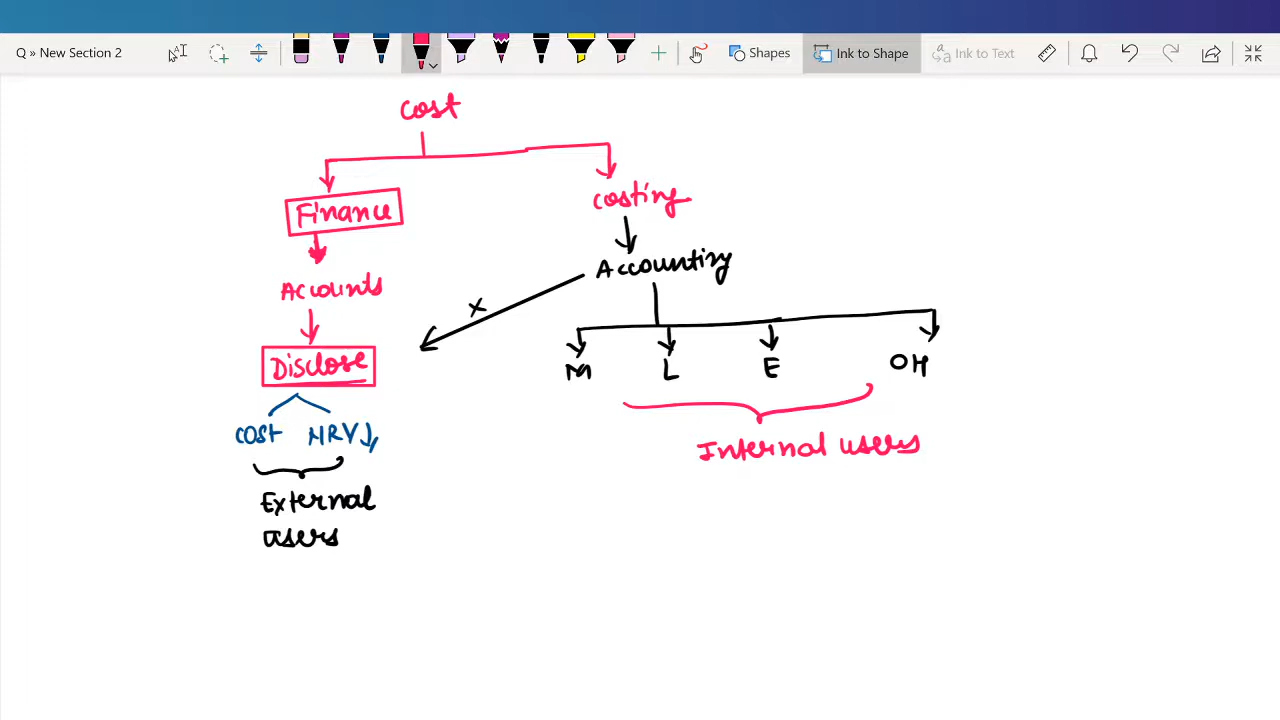 Q » New Section 2
Shapes
Ink to Shape
Ink to Text
Cost
Finance
Costing
Accounting
Accounts
X
Disclose
M L E OH
Cost NRV↓
Internal users
External
users